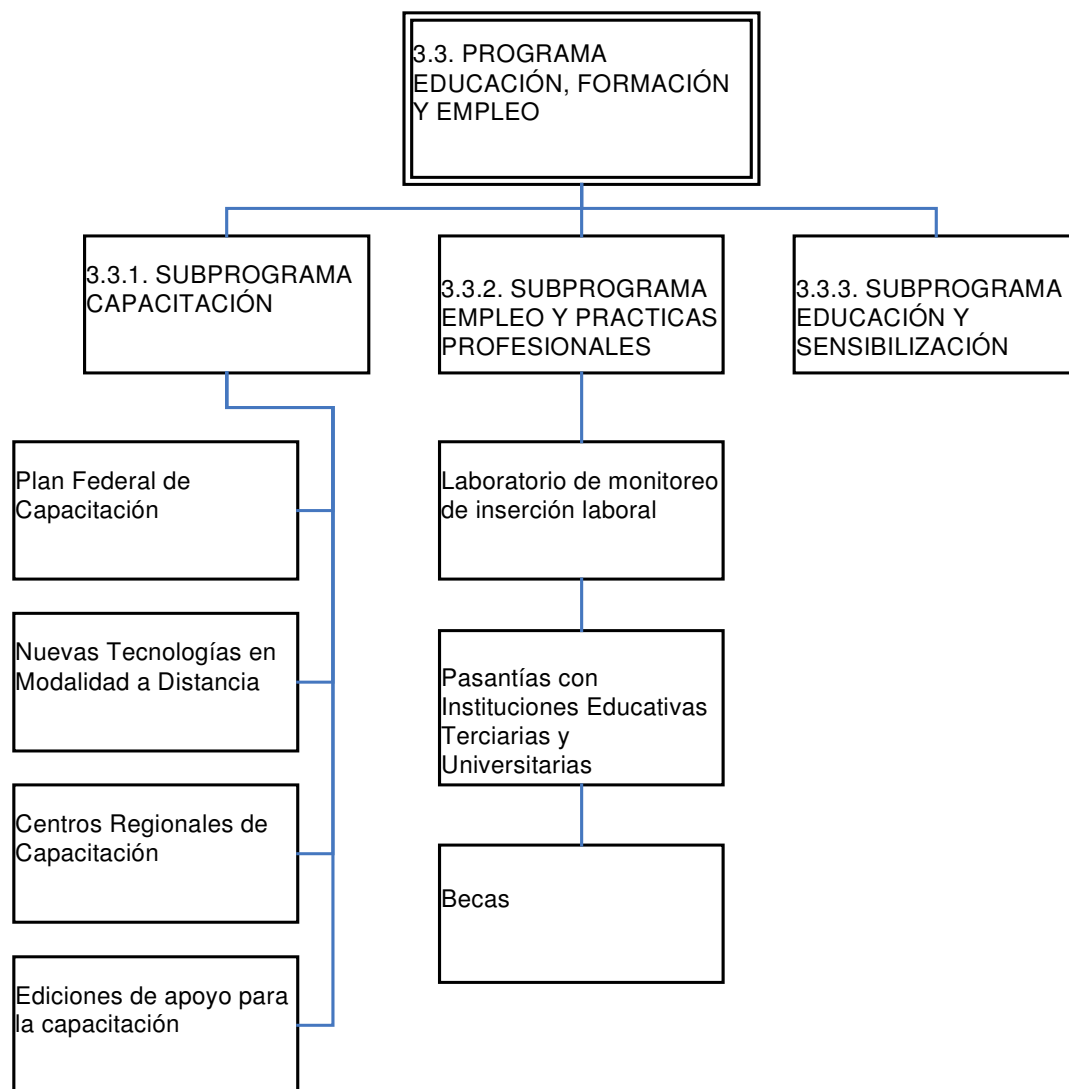 3.3. PROGRAMA
EDUCACIÓN, FORMACIÓN
Y EMPLEO
3.3.1. SUBPROGRAMA
CAPACITACIÓN
3.3.2. SUBPROGRAMA
EMPLEO Y PRACTICAS
PROFESIONALES
3.3.3. SUBPROGRAMA
EDUCACIÓN Y
SENSIBILIZACIÓN
Plan Federal de
Capacitación
Nuevas Tecnologías en
Modalidad a Distancia
Centros Regionales de
Capacitación
Ediciones de apoyo para
la capacitación
Laboratorio de monitoreo
de inserción laboral
Pasantías con
Instituciones Educativas
Terciarias y
Universitarias
Becas